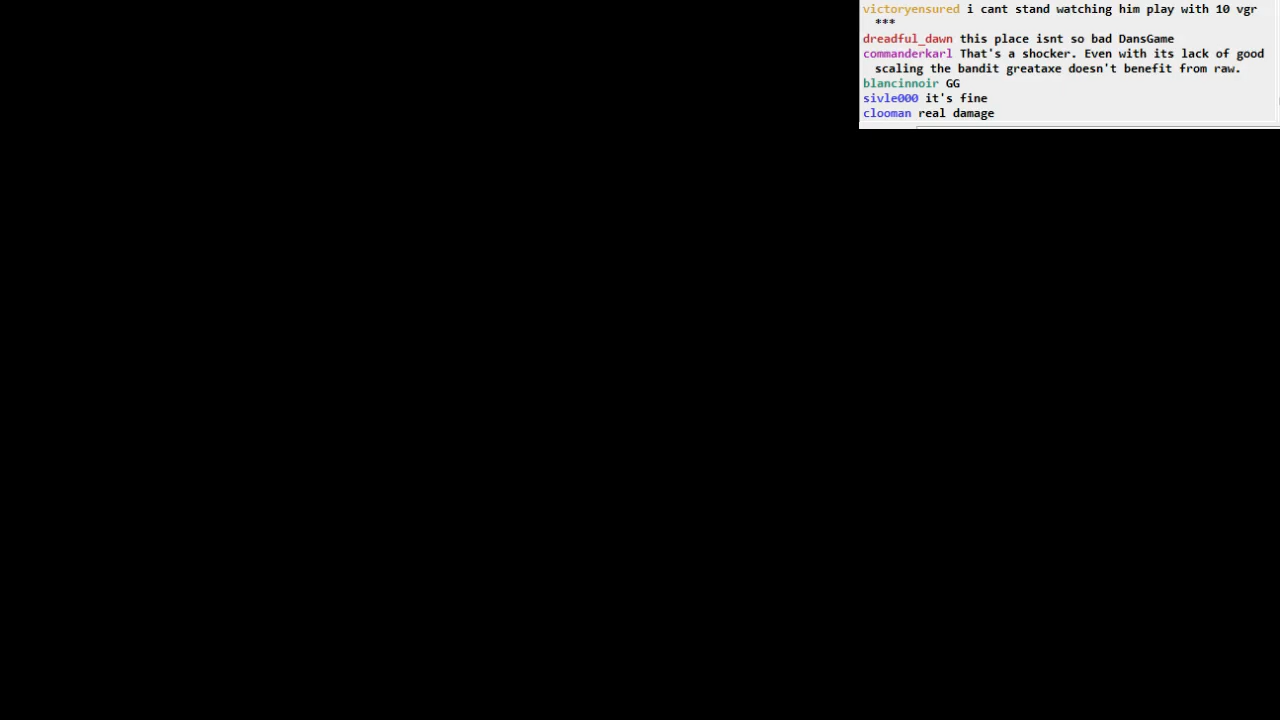 victoryensured i cant stand watching him play with 10 vgr
***
dreadful_dawn this place isnt so bad DansGame
commanderkarl That's a shocker. Even with its lack of good
scaling the bandit greataxe doesn't benefit from raw.
blancinnoir GG
sivle000 it's fine
clooman real damage